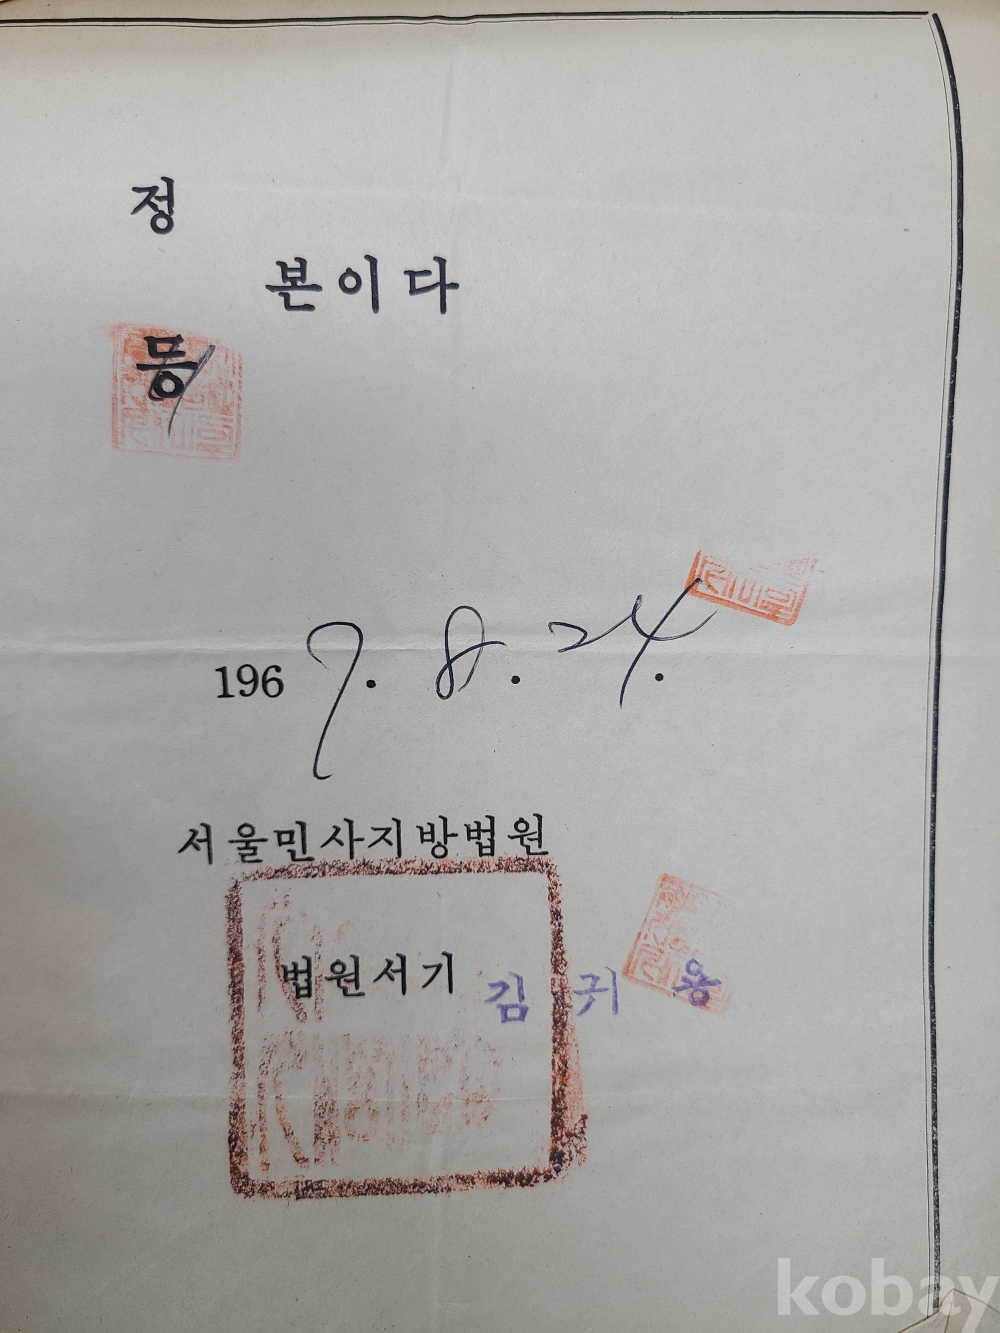 정
본이다
등
196 7. 8. 24.
서울민사지방법원
법원서기 김귀용
kobay